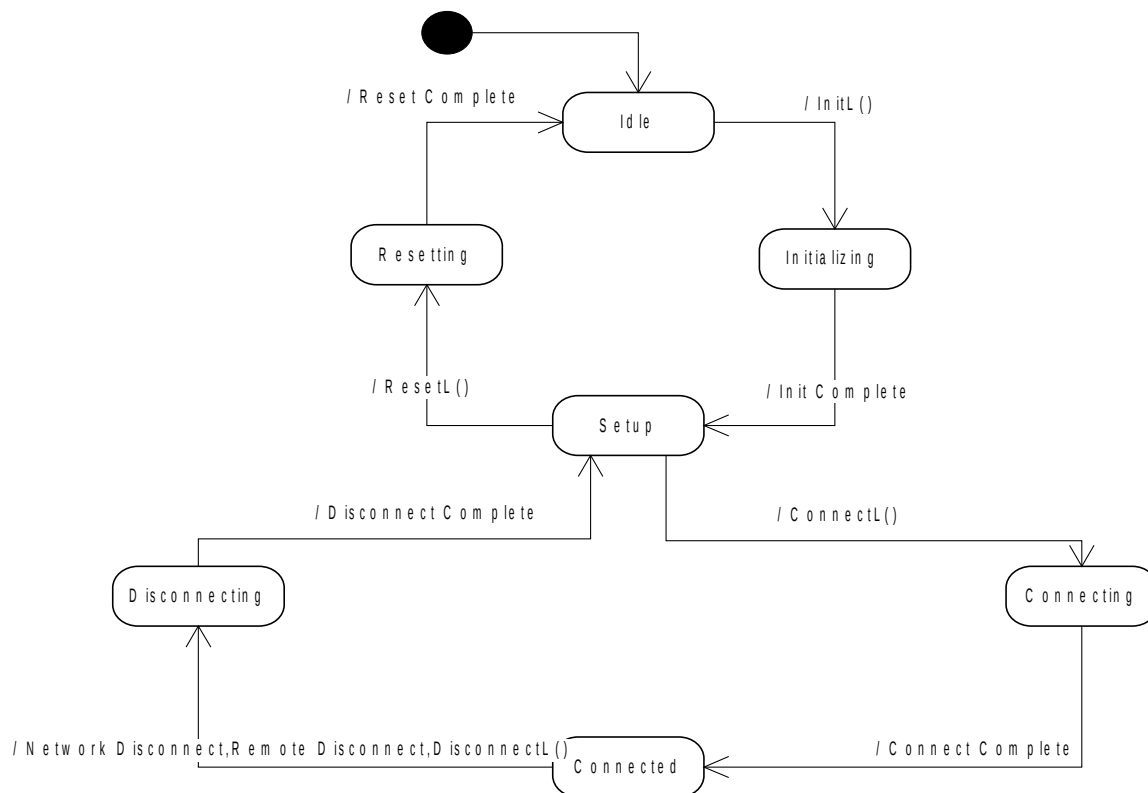 / Reset Complete
/ InitL()
Idle
Resetting
Initializing
/ ResetL()
/ Init Complete
Setup
/ Disconnect Complete
/ ConnectL()
Disconnecting
Connecting
/ Network Disconnect,Remote Disconnect,DisconnectL()
/ Connect Complete
Connected